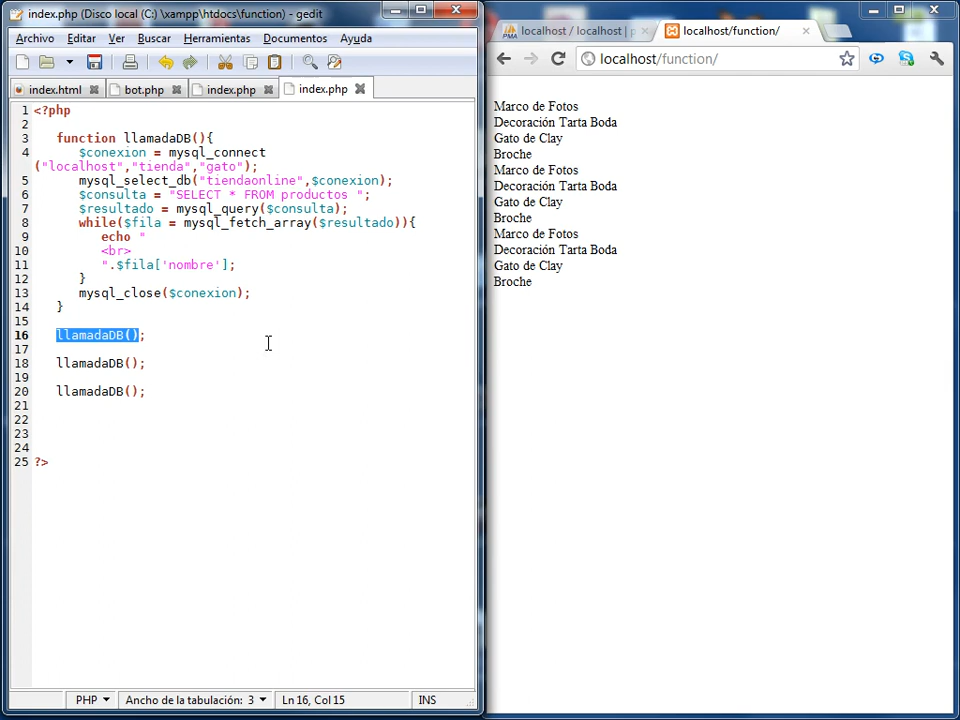 index.php (Disco local (C:) \xampp\htdocs\function) - gedit
Archivo Editar Ver Buscar Herramientas Documentos Ayuda
index.html bot.php index.php index.php
1 <?php
2
3 function llamadaDB(){
4 $conexion = mysql_connect
("localhost","tienda","gato");
5 mysql_select_db("tiendaonline",$conexion);
6 $consulta = "SELECT * FROM productos ";
7 $resultado = mysql_query($consulta);
8 while($fila = mysql_fetch_array($resultado)){
9 echo "
10 <br>
11 ".$fila['nombre'];
12 }
13 mysql_close($conexion);
14 }
15
16 llamadaDB();
17
18 llamadaDB();
19
20 llamadaDB();
21
22
23
24
25 ?>
PHP Ancho de la tabulación: 3 Ln 16, Col 15 INS
PMA localhost / localhost | p localhost/function/
localhost/function/
Marco de Fotos
Decoración Tarta Boda
Gato de Clay
Broche
Marco de Fotos
Decoración Tarta Boda
Gato de Clay
Broche
Marco de Fotos
Decoración Tarta Boda
Gato de Clay
Broche